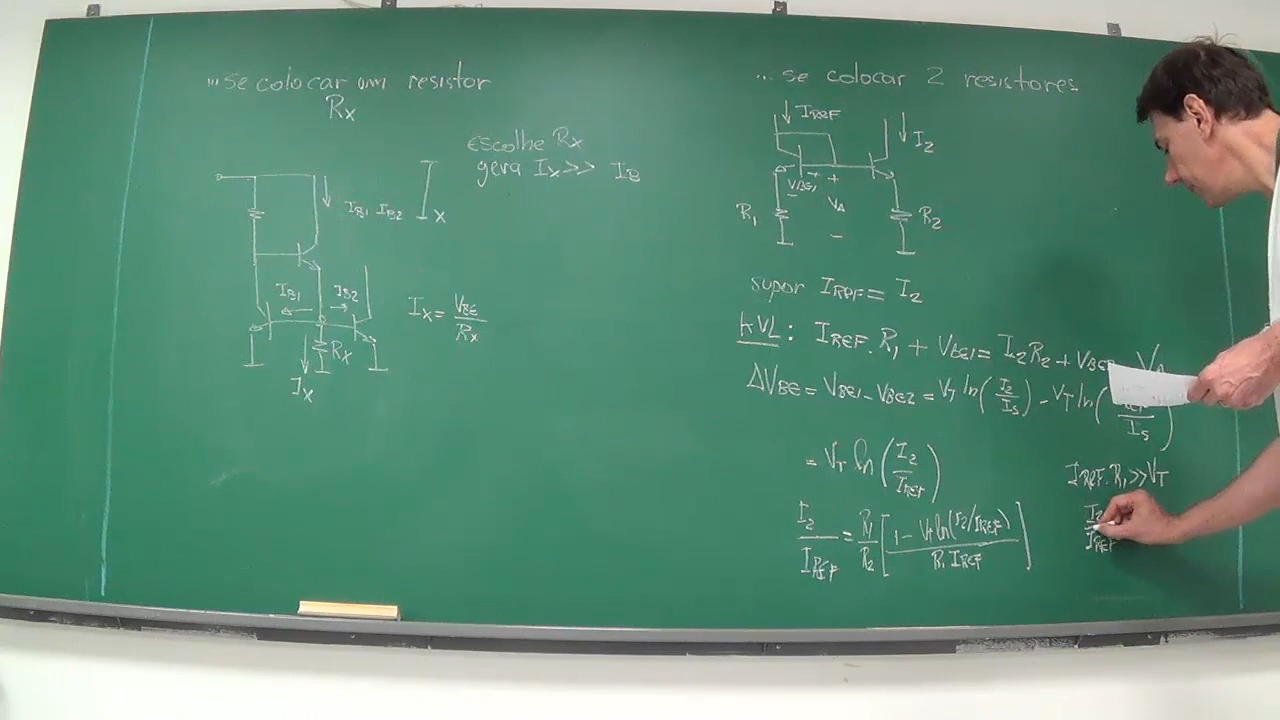 ...se colocar um resistor
Rx
escolhe Rx
gera Ix >> IB
IB1 IB2
x
IB1 IB2
Ix = VBE/Rx
Rx
Ix
...se colocar 2 resistores
IREF
I2
VBE1 + +
VA
- -
R1 R2
supor IREF = I2
KVL: IREF.R1 + VBE1 = I2R2 + VBE2
ΔVBE = VBE1 - VBE2 = VT ln(I2/IS) - VT ln(IREF/IS)
= VT ln(I2/IREF)
IREF.R1 >> VT
I2/IREF = R1/R2 [1 - VT ln(I2/IREF)/R1 IREF]
I2/IREF